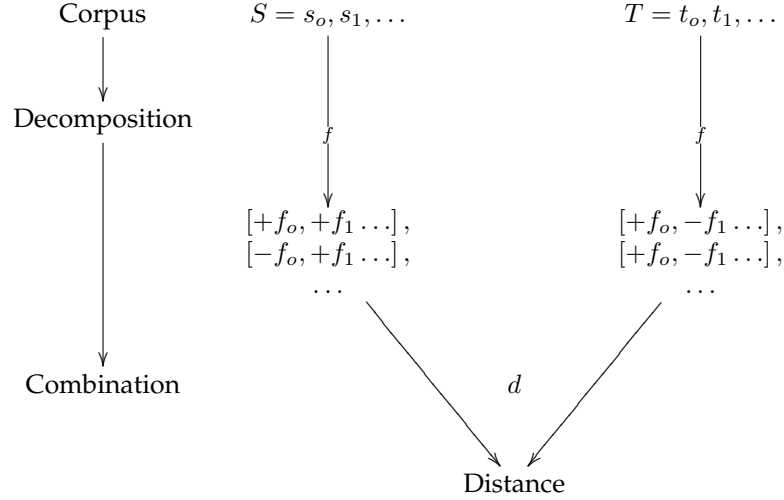 Corpus S = s_o, s_1, … T = t_o, t_1, …
Decomposition
f f
[+f_o, +f_1 …] , [+f_o, −f_1 …] ,
[−f_o, +f_1 …] , [+f_o, −f_1 …] ,
… …
Combination d
Distance